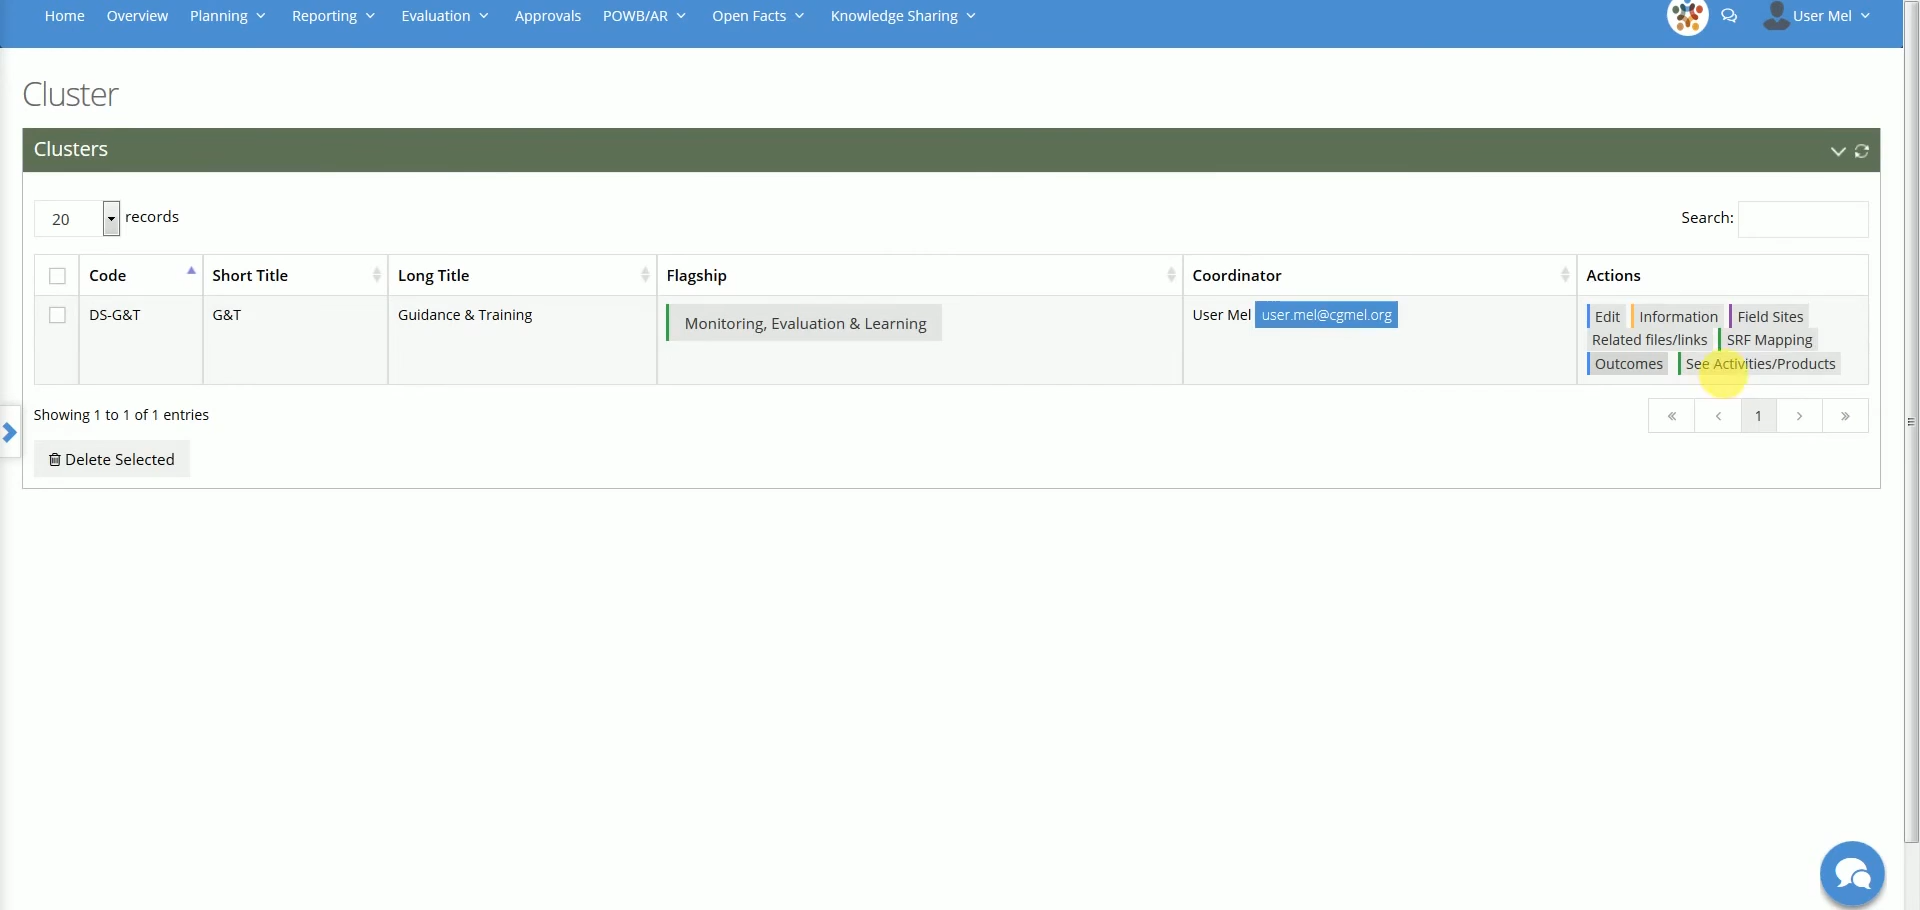 Home Overview Planning Reporting Evaluation Approvals POWB/AR Open Facts Knowledge Sharing User Mel
Cluster
Clusters
20 records Search:
Code Short Title Long Title Flagship Coordinator Actions
DS-G&T G&T Guidance & Training Monitoring, Evaluation & Learning User Mel user.mel@cgmel.org Edit Information Field Sites
Related files/links SRF Mapping
Outcomes See Activities/Products
Showing 1 to 1 of 1 entries « ‹ 1 › »
Delete Selected